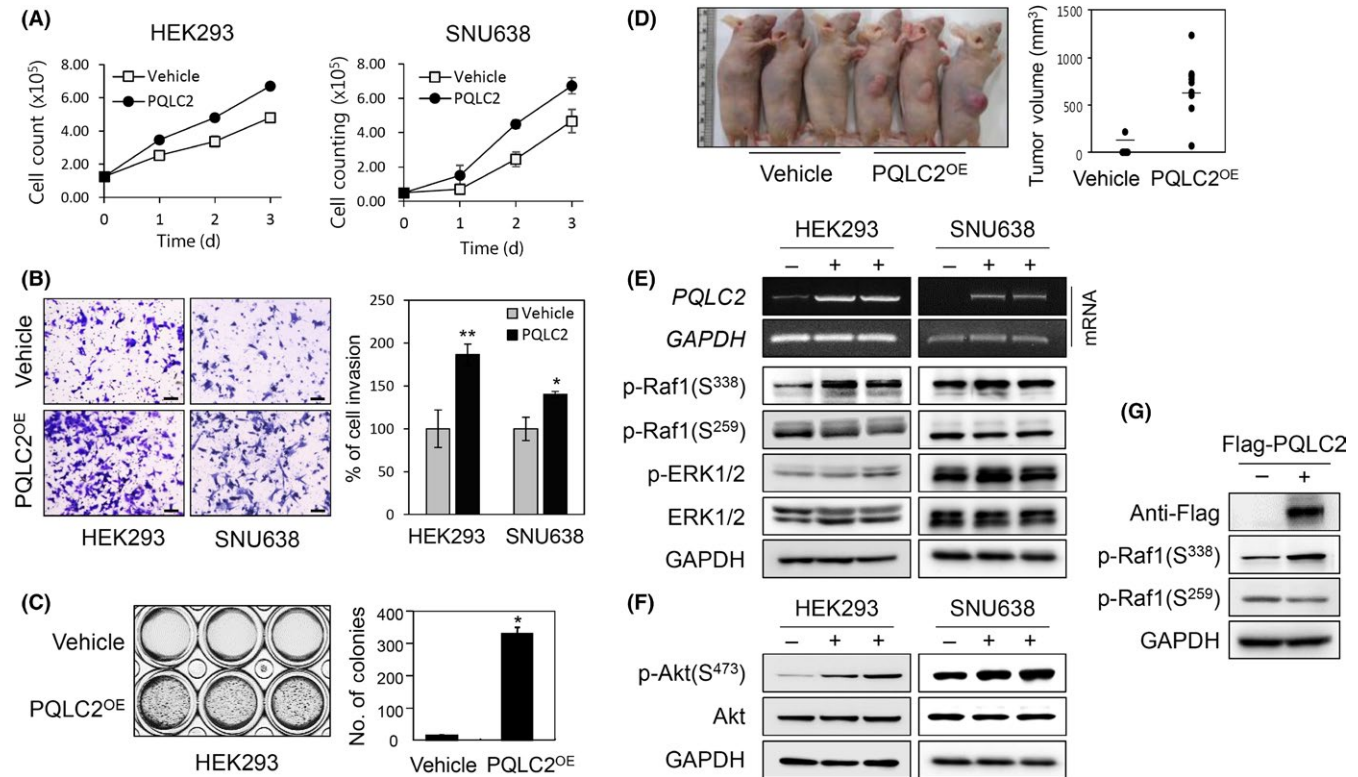 (A)
HEK293
SNU638
Cell count (x10⁵)
8.00
6.00
4.00
2.00
0.00
Vehicle
PQLC2
0 1 2 3
Time (d)
Cell counting (x10⁵)
8.00
6.00
4.00
2.00
0.00
Vehicle
PQLC2
0 1 2 3
Time (d)
(B)
Vehicle
PQLC2ᴼᴱ
HEK293
SNU638
% of cell invasion
250
200
150
100
50
0
Vehicle
PQLC2
**
*
HEK293 SNU638
(C)
Vehicle
PQLC2ᴼᴱ
HEK293
No. of colonies
400
300
200
100
0
*
Vehicle PQLC2ᴼᴱ
(D)
Vehicle
PQLC2ᴼᴱ
Tumor volume (mm³)
1500
1000
500
0
Vehicle PQLC2ᴼᴱ
(E)
HEK293 SNU638
– + + – + +
PQLC2
GAPDH
mRNA
p-Raf1(S³³⁸)
p-Raf1(S²⁵⁹)
p-ERK1/2
ERK1/2
GAPDH
(F)
HEK293 SNU638
– + + – + +
p-Akt(S⁴⁷³)
Akt
GAPDH
(G)
Flag-PQLC2
– +
Anti-Flag
p-Raf1(S³³⁸)
p-Raf1(S²⁵⁹)
GAPDH